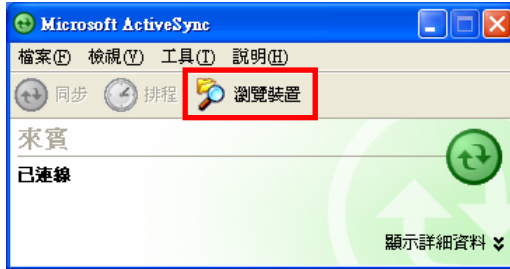 Microsoft ActiveSync
檔案(F) 檢視(V) 工具(T) 說明(H)
同步 排程 瀏覽裝置
來賓
已連線
顯示詳細資料